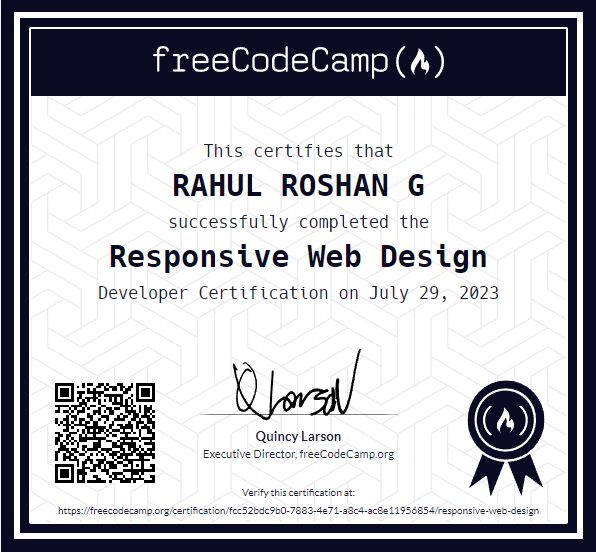 freeCodeCamp
This certifies that
RAHUL ROSHAN G
successfully completed the
Responsive Web Design
Developer Certification on July 29, 2023
Q Larson
Quincy Larson
Executive Director, freeCodeCamp.org
Verify this certification at:
https://freecodecamp.org/certification/fcc52bdc9b0-7883-4e71-a8c4-ac8e11956854/responsive-web-design